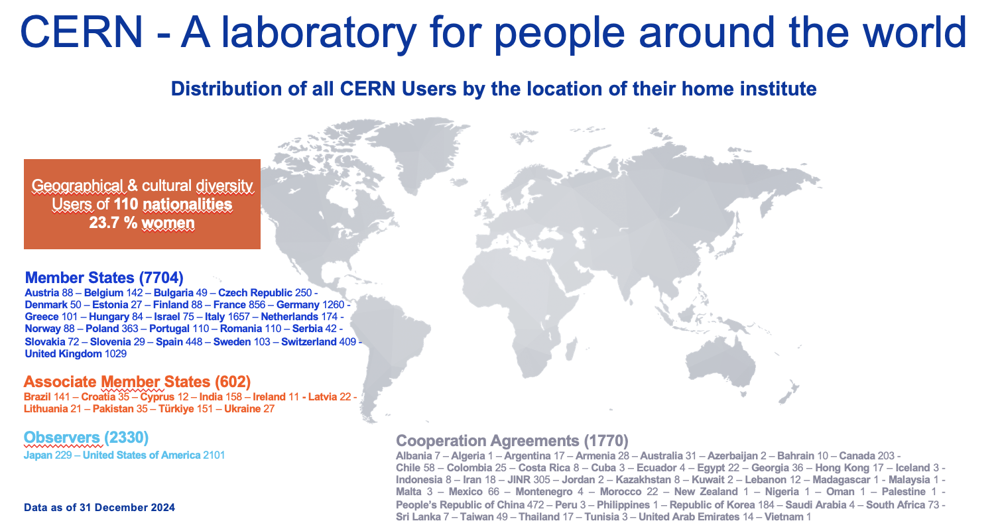 CERN - A laboratory for people around the world
Distribution of all CERN Users by the location of their home institute
Geographical & cultural diversity
Users of 110 nationalities
23.7 % women
Member States (7704)
Austria 88 – Belgium 142 – Bulgaria 49 – Czech Republic 250 -
Denmark 50 – Estonia 27 – Finland 88 – France 856 – Germany 1260 -
Greece 101 – Hungary 84 – Israel 75 – Italy 1657 – Netherlands 174 -
Norway 88 – Poland 363 – Portugal 110 – Romania 110 – Serbia 42 -
Slovakia 72 – Slovenia 29 – Spain 448 – Sweden 103 – Switzerland 409 -
United Kingdom 1029
Associate Member States (602)
Brazil 141 – Croatia 35 – Cyprus 12 – India 158 – Ireland 11 - Latvia 22 -
Lithuania 21 – Pakistan 35 – Türkiye 151 – Ukraine 27
Observers (2330)
Japan 229 – United States of America 2101
Data as of 31 December 2024
Cooperation Agreements (1770)
Albania 7 – Algeria 1 – Argentina 17 – Armenia 28 – Australia 31 – Azerbaijan 2 – Bahrain 10 – Canada 203 -
Chile 58 – Colombia 25 – Costa Rica 8 – Cuba 3 – Ecuador 4 – Egypt 22 – Georgia 36 – Hong Kong 17 – Iceland 3 -
Indonesia 8 – Iran 18 – JINR 305 – Jordan 2 – Kazakhstan 8 – Kuwait 2 – Lebanon 12 – Madagascar 1 - Malaysia 1 -
Malta 3 – Mexico 66 – Montenegro 4 – Morocco 22 – New Zealand 1 – Nigeria 1 – Oman 1 – Palestine 1 -
People's Republic of China 472 – Peru 3 – Philippines 1 – Republic of Korea 184 – Saudi Arabia 4 – South Africa 73 -
Sri Lanka 7 – Taiwan 49 – Thailand 17 – Tunisia 3 – United Arab Emirates 14 – Vietnam 1